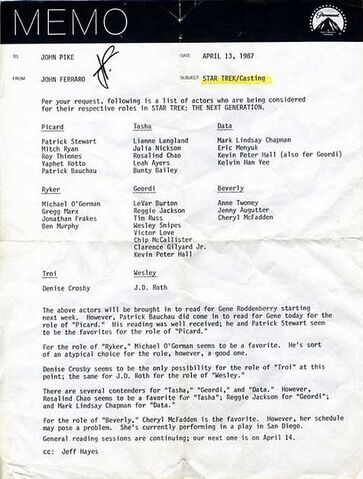 MEMO
Paramount
TO JOHN PIKE DATE APRIL 13, 1987
FROM JOHN FERRARO SUBJECT STAR TREK/Casting
Per your request, following is a list of actors who are being considered
for their respective roles in STAR TREK: THE NEXT GENERATION.
Picard Tasha Data
Patrick Stewart Lianne Langland Mark Lindsay Chapman
Mitch Ryan Julia Nickson Eric Menyuk
Roy Thinnes Rosalind Chao Kevin Peter Hall (also for Geordi)
Yaphet Kotto Leah Ayers Kelvin Han Yee
Patrick Bauchau Bunty Bailey
Ryker Geordi Beverly
Michael O'Gorman LeVar Burton Anne Twomey
Gregg Marx Reggie Jackson Jenny Augutter
Jonathan Frakes Tim Russ Cheryl McFadden
Ben Murphy Wesley Snipes
Victor Love
Chip McCallister
Clarence Gilyard Jr.
Kevin Peter Hall
Troi Wesley
Denise Crosby J.D. Roth
The above actors will be brought in to read for Gene Roddenberry starting
next week. However, Patrick Bauchau did come in to read for Gene today for the
role of "Picard." His reading was well received; he and Patrick Stewart seem
to be the favorites for the role of "Picard."
For the role of "Ryker," Michael O'Gorman seems to be a favorite. He's sort
of an atypical choice for the role, however, a good one.
Denise Crosby seems to be the only possibility for the role of "Troi" at this
point; the same for J.D. Roth for the role of "Wesley."
There are several contenders for "Tasha," "Geordi," and "Data." However,
Rosalind Chao seems to be a favorite for "Tasha"; Reggie Jackson for "Geordi";
and Mark Lindsay Chapman for "Data."
For the role of "Beverly," Cheryl McFadden is the favorite. However, her schedule
may pose a problem. She's currently performing in a play in San Diego.
General reading sessions are continuing; our next one is on April 14.
cc: Jeff Hayes